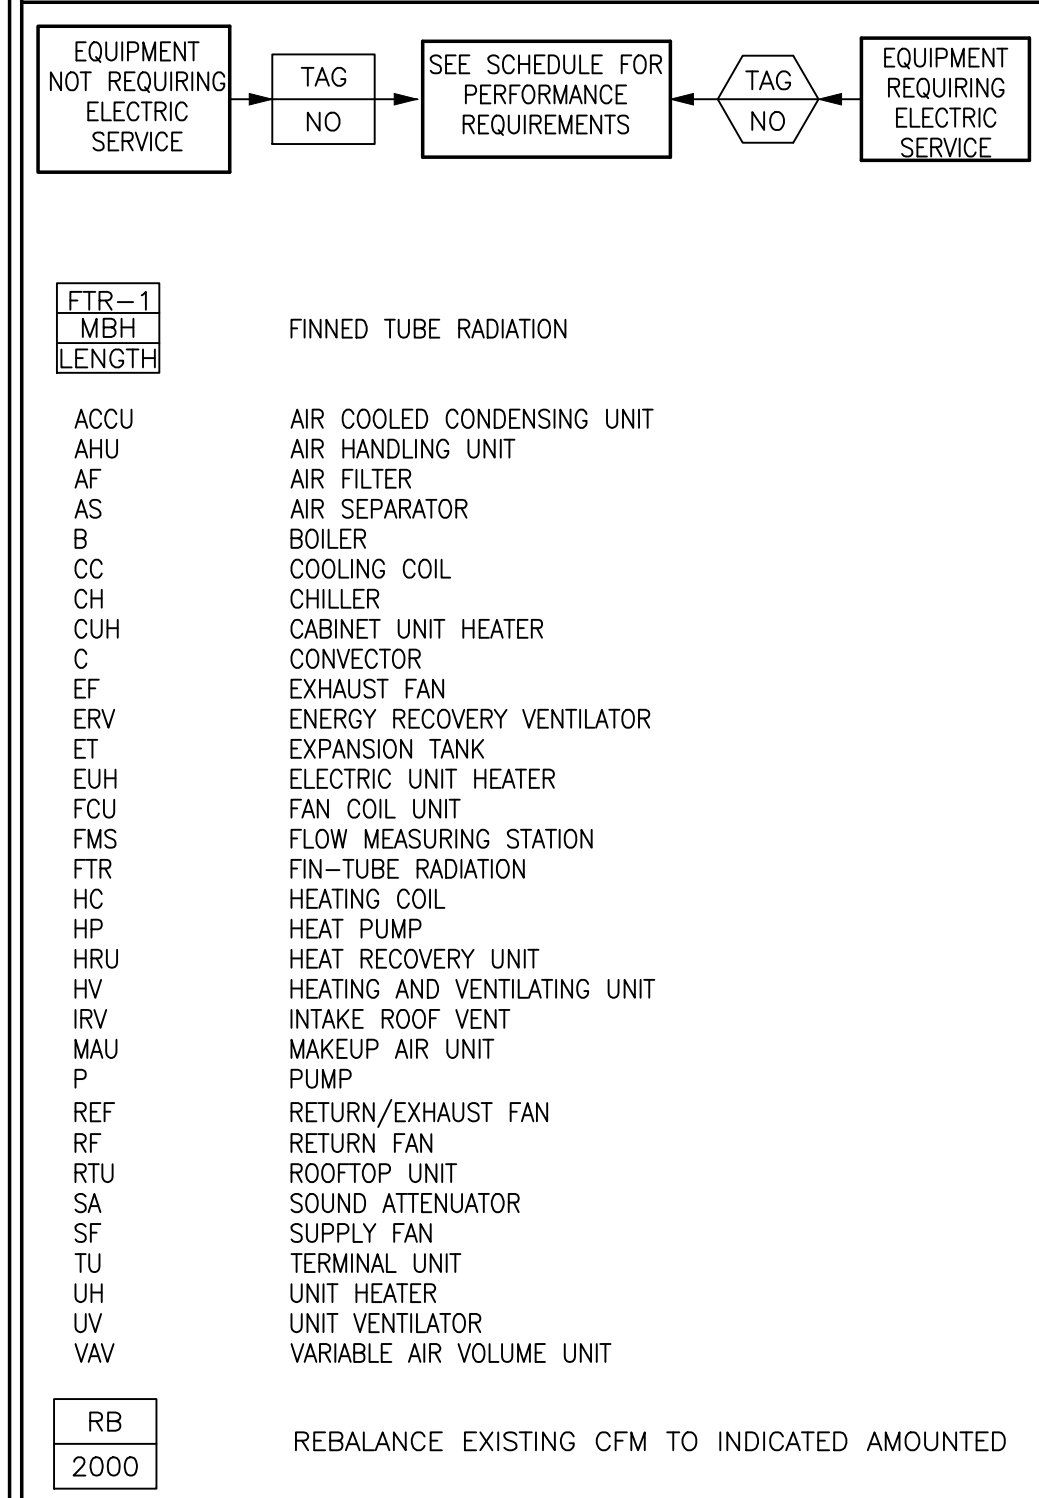 EQUIPMENT
NOT REQUIRING
ELECTRIC
SERVICE
TAG
NO
SEE SCHEDULE FOR
PERFORMANCE
REQUIREMENTS
TAG
NO
EQUIPMENT
REQUIRING
ELECTRIC
SERVICE
FTR-1
MBH
LENGTH
FINNED TUBE RADIATION
ACCU AIR COOLED CONDENSING UNIT
AHU AIR HANDLING UNIT
AF AIR FILTER
AS AIR SEPARATOR
B BOILER
CC COOLING COIL
CH CHILLER
CUH CABINET UNIT HEATER
C CONVECTOR
EF EXHAUST FAN
ERV ENERGY RECOVERY VENTILATOR
ET EXPANSION TANK
EUH ELECTRIC UNIT HEATER
FCU FAN COIL UNIT
FMS FLOW MEASURING STATION
FTR FIN-TUBE RADIATION
HC HEATING COIL
HP HEAT PUMP
HRU HEAT RECOVERY UNIT
HV HEATING AND VENTILATING UNIT
IRV INTAKE ROOF VENT
MAU MAKEUP AIR UNIT
P PUMP
REF RETURN/EXHAUST FAN
RF RETURN FAN
RTU ROOFTOP UNIT
SA SOUND ATTENUATOR
SF SUPPLY FAN
TU TERMINAL UNIT
UH UNIT HEATER
UV UNIT VENTILATOR
VAV VARIABLE AIR VOLUME UNIT
RB
2000
REBALANCE EXISTING CFM TO INDICATED AMOUNTED